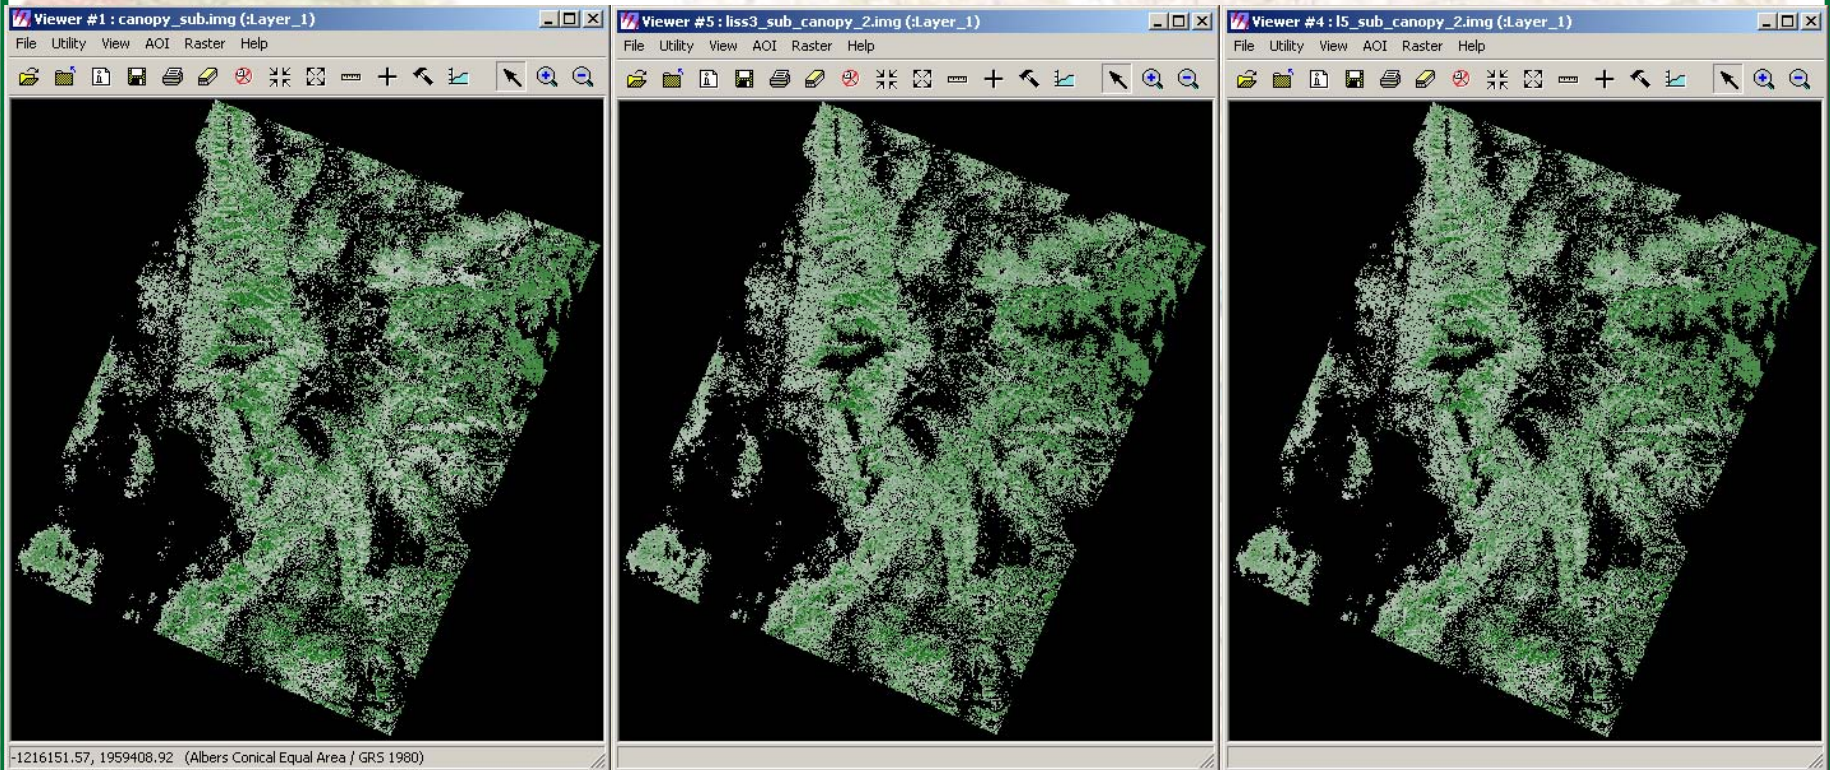 Viewer #1 : canopy_sub.img (:Layer_1)
File Utility View AOI Raster Help
-1216151.57, 1959408.92 (Albers Conical Equal Area / GRS 1980)
Viewer #5 : liss3_sub_canopy_2.img (:Layer_1)
File Utility View AOI Raster Help
Viewer #4 : l5_sub_canopy_2.img (:Layer_1)
File Utility View AOI Raster Help